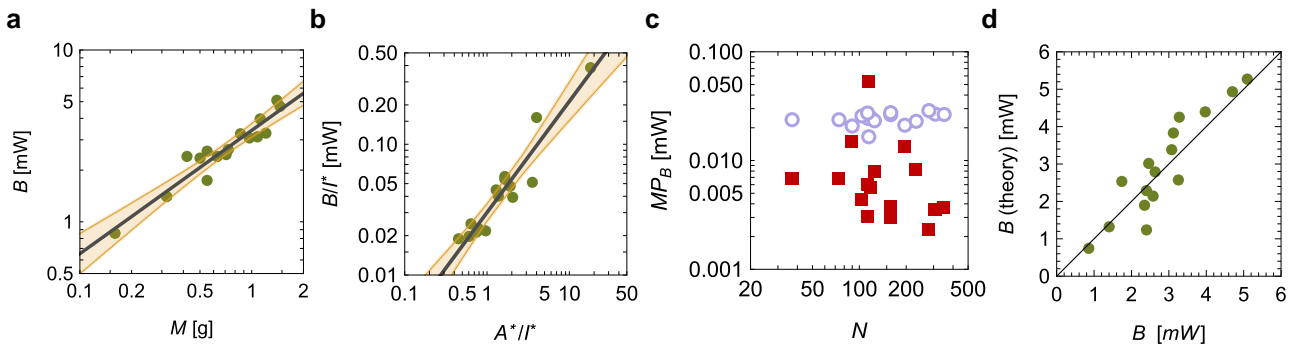 a
10
5
1
0.5
0.1 0.2 0.5 1 2
B [mW]
M [g]
b
0.50
0.20
0.10
0.05
0.02
0.01
0.1 0.5 1 5 10 50
B/I* [mW]
A*/I*
c
0.100
0.050
0.010
0.005
0.001
20 50 100 200 500
MP_B [mW]
N
d
6
5
4
3
2
1
0
0 1 2 3 4 5 6
B (theory) [mW]
B [mW]